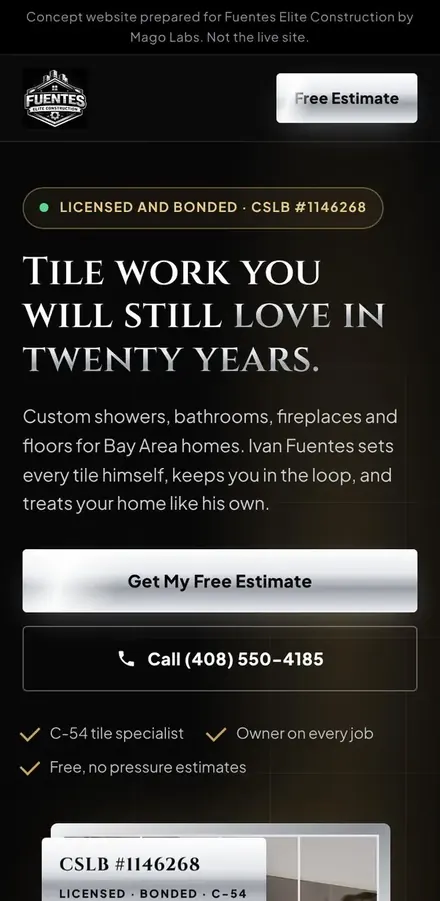 Concept website prepared for Fuentes Elite Construction by
Mago Labs. Not the live site.
FUENTES
ELITE CONSTRUCTION
Free Estimate
LICENSED AND BONDED · CSLB #1146268
TILE WORK YOU
WILL STILL LOVE IN
TWENTY YEARS.
Custom showers, bathrooms, fireplaces and
floors for Bay Area homes. Ivan Fuentes sets
every tile himself, keeps you in the loop, and
treats your home like his own.
Get My Free Estimate
Call (408) 550-4185
C-54 tile specialist
Owner on every job
Free, no pressure estimates
CSLB #1146268
LICENSED · BONDED · C-54